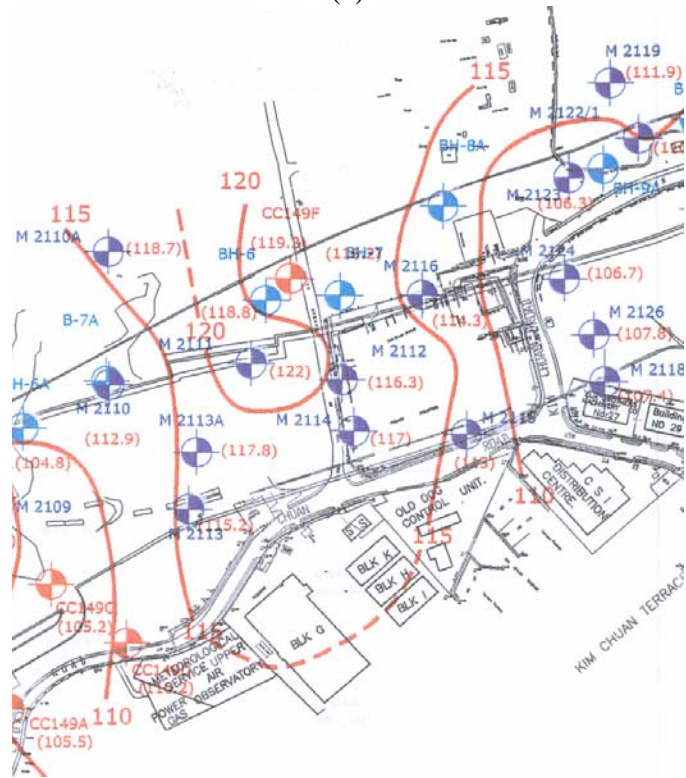 115
M 2119
(111.9)
M 2122/1
BH-8A
120
CC149F
(119.3)
M 2123
(106.3)
BH-9A
115
M 2110A
(118.7)
BH-6
BH-7
M 2116
M 2124
(106.7)
B-7A
(118.8)
(114.3)
M 2126
(107.8)
120
M 2111
M 2112
(122)
(116.3)
M 2118
(107.4)
M 2110
M 2113A
M 2114
(117)
(112.9)
(117.8)
(113)
(104.8)
ROAD
CHUAN
M 2109
(115.2)
M 2113
OLD
CONTROL UNIT.
110
C S I
DISTRIBUTION
CENTRE.
115
BLK K
BLK H
BLK I
CC149C
(105.2)
115
BLK G
KIM CHUAN TERRACE
METEOROLOGICAL
SERVICE UPPER
AIR
OBSERVATORY
POWER
GAS
110
CC149A
(105.5)